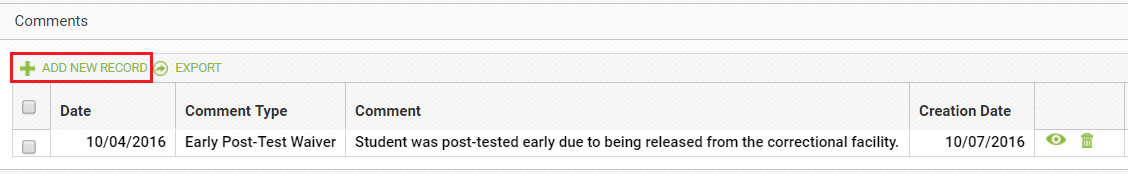 Comments
ADD NEW RECORD EXPORT
Date Comment Type Comment Creation Date
10/04/2016 Early Post-Test Waiver Student was post-tested early due to being released from the correctional facility. 10/07/2016